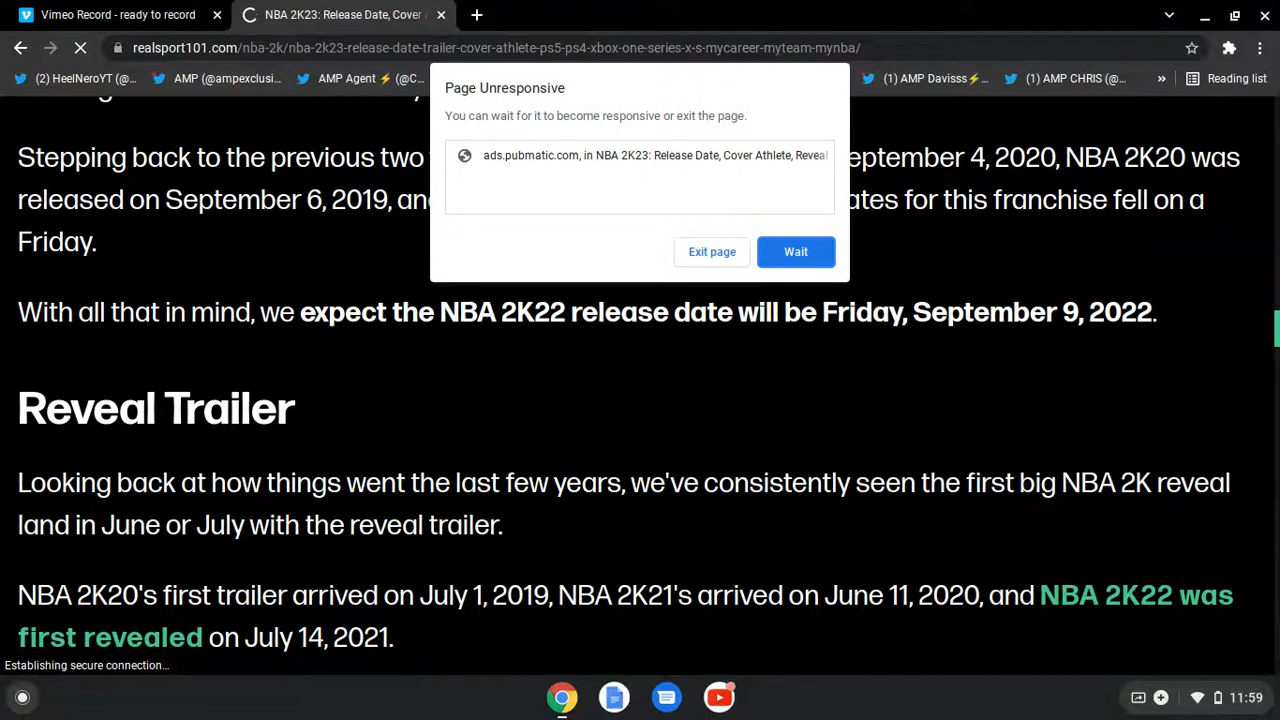 Vimeo Record - ready to record
NBA 2K23: Release Date, Cover
realsport101.com/nba-2k/nba-2k23-release-date-trailer-cover-athlete-ps5-ps4-xbox-one-series-x-s-mycareer-myteam-mynba/
(2) HeelNeroYT (@...
AMP (@ampexclusi...
AMP Agent ⚡ (@C...
(1) AMP Davisss⚡...
(1) AMP CHRIS (@...
»
Reading list
Page Unresponsive
You can wait for it to become responsive or exit the page.
ads.pubmatic.com, in NBA 2K23: Release Date, Cover Athlete, Reveal
Exit page
Wait
Stepping back to the previous two
eptember 4, 2020, NBA 2K20 was
released on September 6, 2019, an
ates for this franchise fell on a
Friday.
With all that in mind, we expect the NBA 2K22 release date will be Friday, September 9, 2022.
Reveal Trailer
Looking back at how things went the last few years, we've consistently seen the first big NBA 2K reveal
land in June or July with the reveal trailer.
NBA 2K20's first trailer arrived on July 1, 2019, NBA 2K21's arrived on June 11, 2020, and NBA 2K22 was
first revealed on July 14, 2021.
Establishing secure connection...
11:59